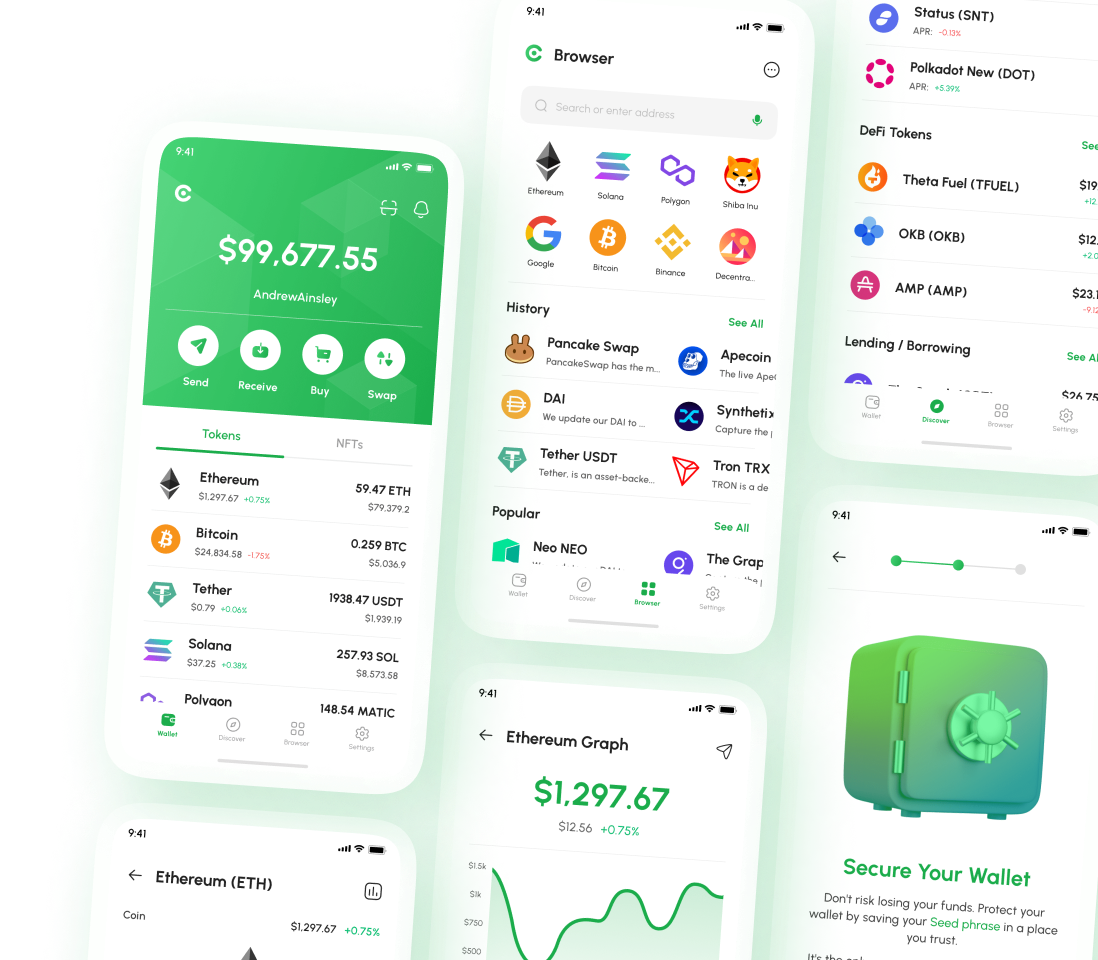 9:41
$99,677.55
AndrewAinsley
Send
Receive
Buy
Swap
Tokens
NFTs
Ethereum
59.47 ETH
$1,297.67 +0.75%
$79,379.2
Bitcoin
0.259 BTC
$24,834.58 -1.75%
$5,036.9
Tether
1938.47 USDT
$0.79 +0.06%
$1,939.19
Solana
257.93 SOL
$37.25 +0.38%
$8,573.58
Polygon
148.54 MATIC
Wallet
Discover
Browser
Settings
9:41
Ethereum (ETH)
Coin
$1,297.67 +0.75%
9:41
Browser
Search or enter address
Ethereum
Solana
Polygon
Shiba Inu
Google
Bitcoin
Binance
Decentra...
History
See All
Pancake Swap
PancakeSwap has the m...
Apecoin
The live Ape
DAI
We update our DAI to ...
Synthetix
Capture the
Tether USDT
Tether, is an asset-backe...
Tron TRX
TRON is a de
Popular
See All
Neo NEO
The Grap
Wallet
Discover
Browser
Settings
9:41
Ethereum Graph
$1,297.67
$12.56 +0.75%
$1.5k
$1k
$750
$500
Status (SNT)
APR: -0.13%
Polkadot New (DOT)
APR: +5.39%
DeFi Tokens
See
Theta Fuel (TFUEL)
$19
+12.
OKB (OKB)
$12.
+2.0
AMP (AMP)
$23.1
-9.12
Lending / Borrowing
See Al
$26.75
Wallet
Discover
Browser
Settings
9:41
Secure Your Wallet
Don't risk losing your funds. Protect your
wallet by saving your Seed phrase in a place
you trust.
It's the onl